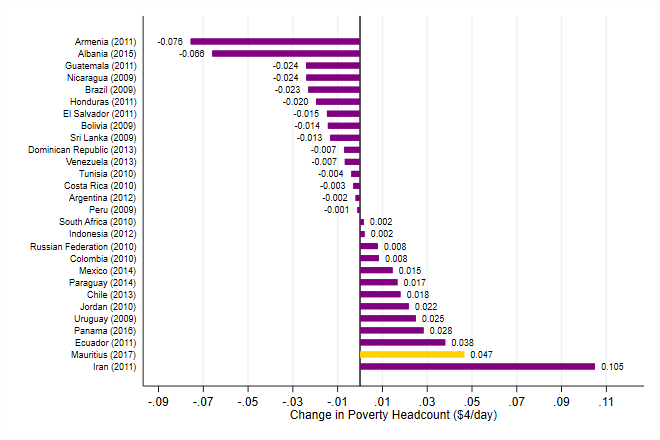 Armenia (2011) -0.076
Albania (2015) -0.066
Guatemala (2011) -0.024
Nicaragua (2009) -0.024
Brazil (2009) -0.023
Honduras (2011) -0.020
El Salvador (2011) -0.015
Bolivia (2009) -0.014
Sri Lanka (2009) -0.013
Dominican Republic (2013) -0.007
Venezuela (2013) -0.007
Tunisia (2010) -0.004
Costa Rica (2010) -0.003
Argentina (2012) -0.002
Peru (2009) -0.001
South Africa (2010) 0.002
Indonesia (2012) 0.002
Russian Federation (2010) 0.008
Colombia (2010) 0.008
Mexico (2014) 0.015
Paraguay (2014) 0.017
Chile (2013) 0.018
Jordan (2010) 0.022
Uruguay (2009) 0.025
Panama (2016) 0.028
Ecuador (2011) 0.038
Mauritius (2017) 0.047
Iran (2011) 0.105
-.09 -.07 -.05 -.03 -.01 .01 .03 .05 .07 .09 .11
Change in Poverty Headcount ($4/day)